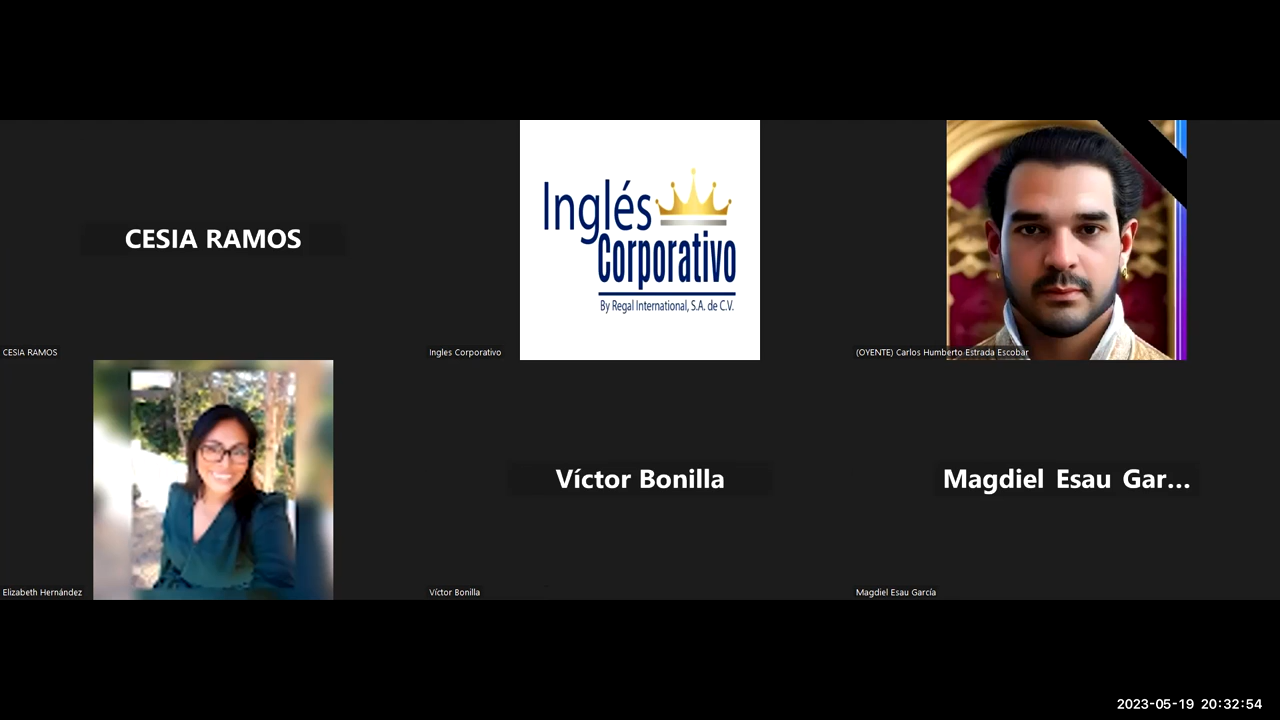 CESIA RAMOS
CESIA RAMOS
Inglés
Corporativo
By Regal International, S.A. de C.V.
Ingles Corporativo
(OYENTE) Carlos Humberto Estrada Escobar
Elizabeth Hernández
Víctor Bonilla
Víctor Bonilla
Magdiel Esau Gar...
Magdiel Esau García
2023-05-19 20:32:54